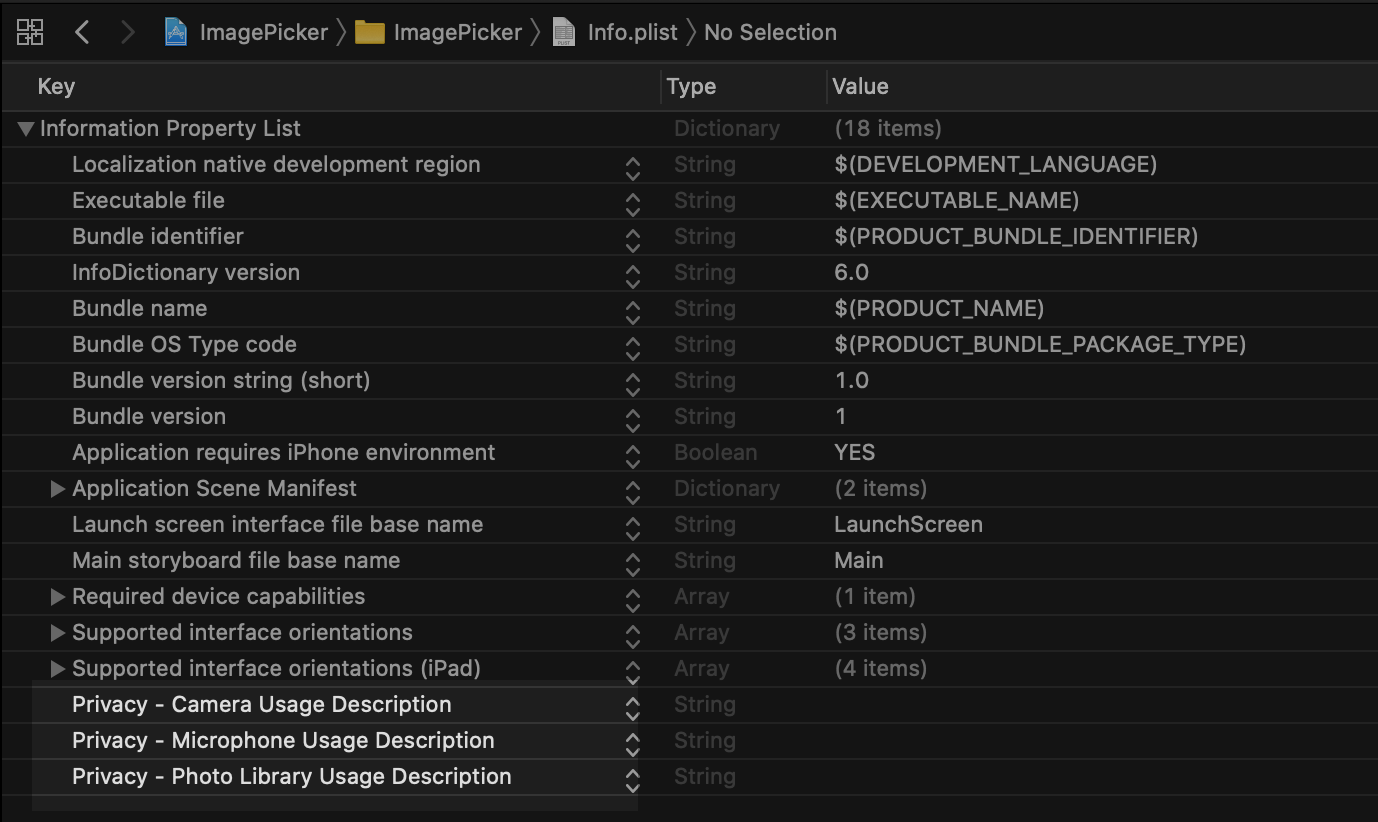 ImagePicker ImagePicker Info.plist No Selection
Key Type Value
Information Property List Dictionary (18 items)
Localization native development region String $(DEVELOPMENT_LANGUAGE)
Executable file String $(EXECUTABLE_NAME)
Bundle identifier String $(PRODUCT_BUNDLE_IDENTIFIER)
InfoDictionary version String 6.0
Bundle name String $(PRODUCT_NAME)
Bundle OS Type code String $(PRODUCT_BUNDLE_PACKAGE_TYPE)
Bundle version string (short) String 1.0
Bundle version String 1
Application requires iPhone environment Boolean YES
Application Scene Manifest Dictionary (2 items)
Launch screen interface file base name String LaunchScreen
Main storyboard file base name String Main
Required device capabilities Array (1 item)
Supported interface orientations Array (3 items)
Supported interface orientations (iPad) Array (4 items)
Privacy - Camera Usage Description String
Privacy - Microphone Usage Description String
Privacy - Photo Library Usage Description String